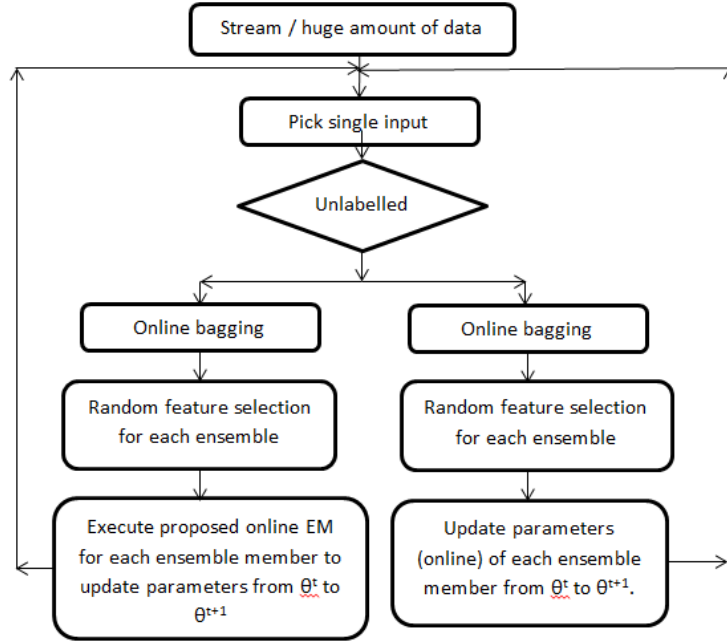 Stream / huge amount of data
Pick single input
Unlabelled
Online bagging
Random feature selection
for each ensemble
Execute proposed online EM
for each ensemble member to
update parameters from θᵗ to
θᵗ⁺¹
Online bagging
Random feature selection
for each ensemble
Update parameters
(online) of each ensemble
member from θᵗ to θᵗ⁺¹.